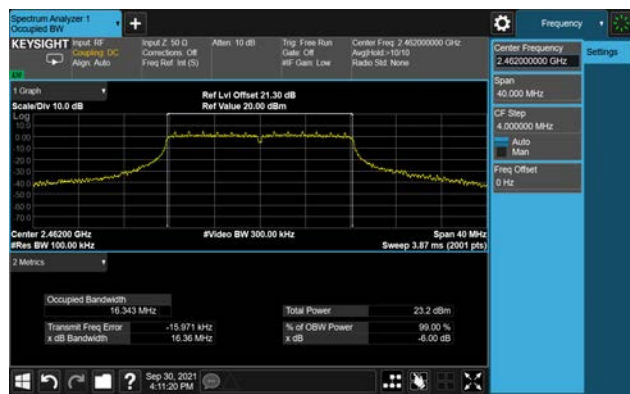 Spectrum Analyzer 1
Occupied BW
+
Frequency
KEYSIGHT
Input: RF
Coupling: DC
Align: Auto
Input Z: 50 Ω
Corrections: Off
Freq Ref: Int (S)
Atten: 10 dB
Trig: Free Run
Gate: Off
#IF Gain: Low
Center Freq: 2.462000000 GHz
Avg|Hold:>10/10
Radio Std: None
Center Frequency
2.462000000 GHz
Settings
Span
40.000 MHz
CF Step
4.000000 MHz
Auto
Man
Freq Offset
0 Hz
1 Graph
Scale/Div 10.0 dB
Ref Lvl Offset 21.30 dB
Ref Value 20.00 dBm
Log
10.0
0.00
-10.0
-20.0
-30.0
-40.0
-50.0
-60.0
-70.0
Center 2.46200 GHz
#Res BW 100.00 kHz
#Video BW 300.00 kHz
Span 40 MHz
Sweep 3.87 ms (2001 pts)
2 Metrics
Occupied Bandwidth
16.343 MHz
Total Power 23.2 dBm
Transmit Freq Error -15.971 kHz
% of OBW Power 99.00 %
x dB Bandwidth 16.36 MHz
x dB -6.00 dB
?
Sep 30, 2021
4:11:20 PM